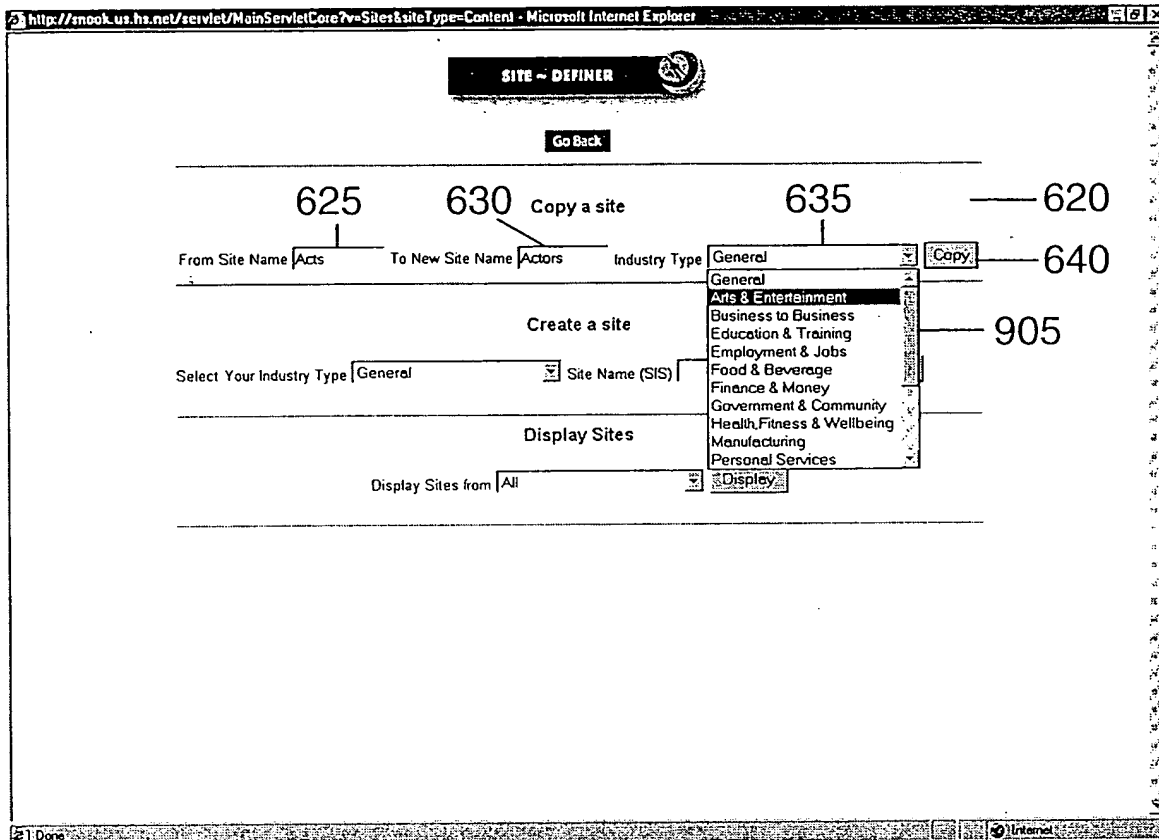 http://snook.us.hs.net/servlet/MainServletCore?v=Sites&siteType=Content - Microsoft Internet Explorer
SITE ~ DEFINER
Go Back
625 630 Copy a site 635 620
From Site Name Acts To New Site Name Actors Industry Type General Copy 640
General
Arts & Entertainment
Create a site Business to Business 905
Education & Training
Employment & Jobs
Select Your Industry Type General Site Name (SIS) Food & Beverage
Finance & Money
Government & Community
Display Sites Health, Fitness & Wellbeing
Manufacturing
Personal Services
Display Sites from All Display
Done Internet